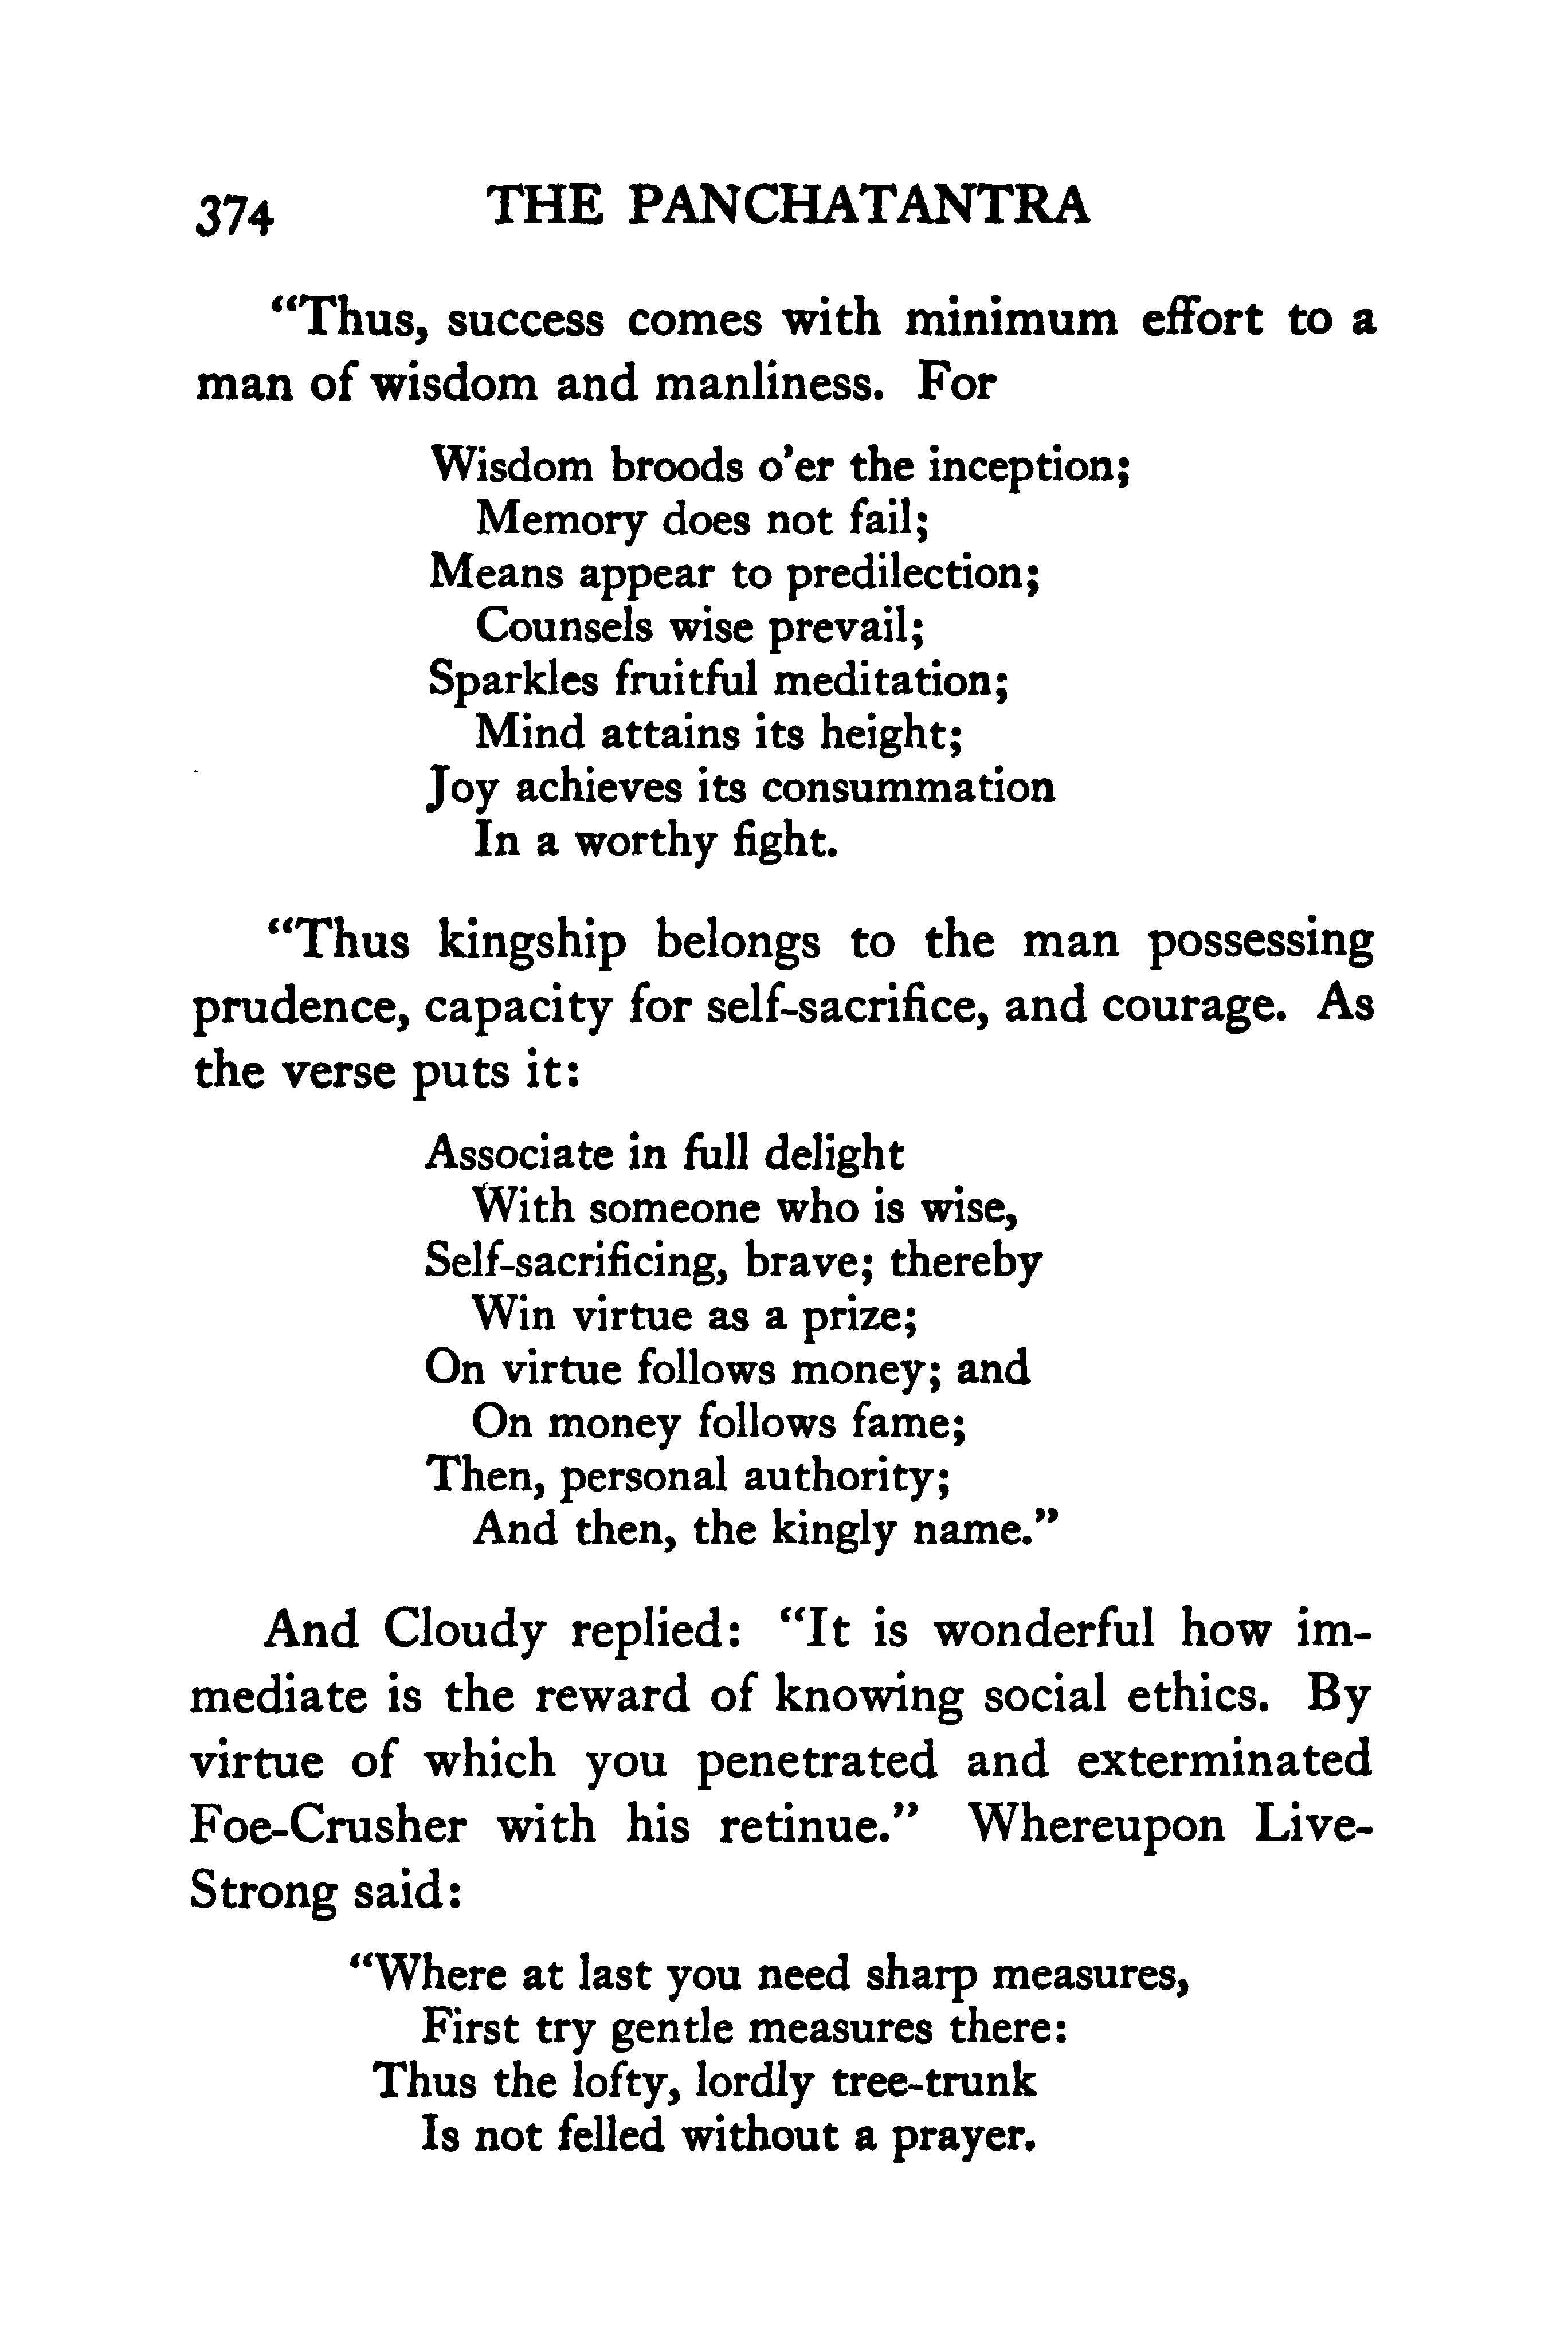 374 THE PANCHATANTRA
“Thus, success comes with minimum effort to a
man of wisdom and manliness. For
Wisdom broods o’er the inception;
Memory does not fail;
Means appear to predilection;
Counsels wise prevail;
Sparkles fruitful meditation;
Mind attains its height;
Joy achieves its consummation
In a worthy fight.
“Thus kingship belongs to the man possessing
prudence, capacity for self-sacrifice, and courage. As
the verse puts it:
Associate in full delight
With someone who is wise,
Self-sacrificing, brave; thereby
Win virtue as a prize;
On virtue follows money; and
On money follows fame;
Then, personal authority;
And then, the kingly name.”
And Cloudy replied: “It is wonderful how im-
mediate is the reward of knowing social ethics. By
virtue of which you penetrated and exterminated
Foe-Crusher with his retinue.” Whereupon Live-
Strong said:
“Where at last you need sharp measures,
First try gentle measures there:
Thus the lofty, lordly tree-trunk
Is not felled without a prayer.